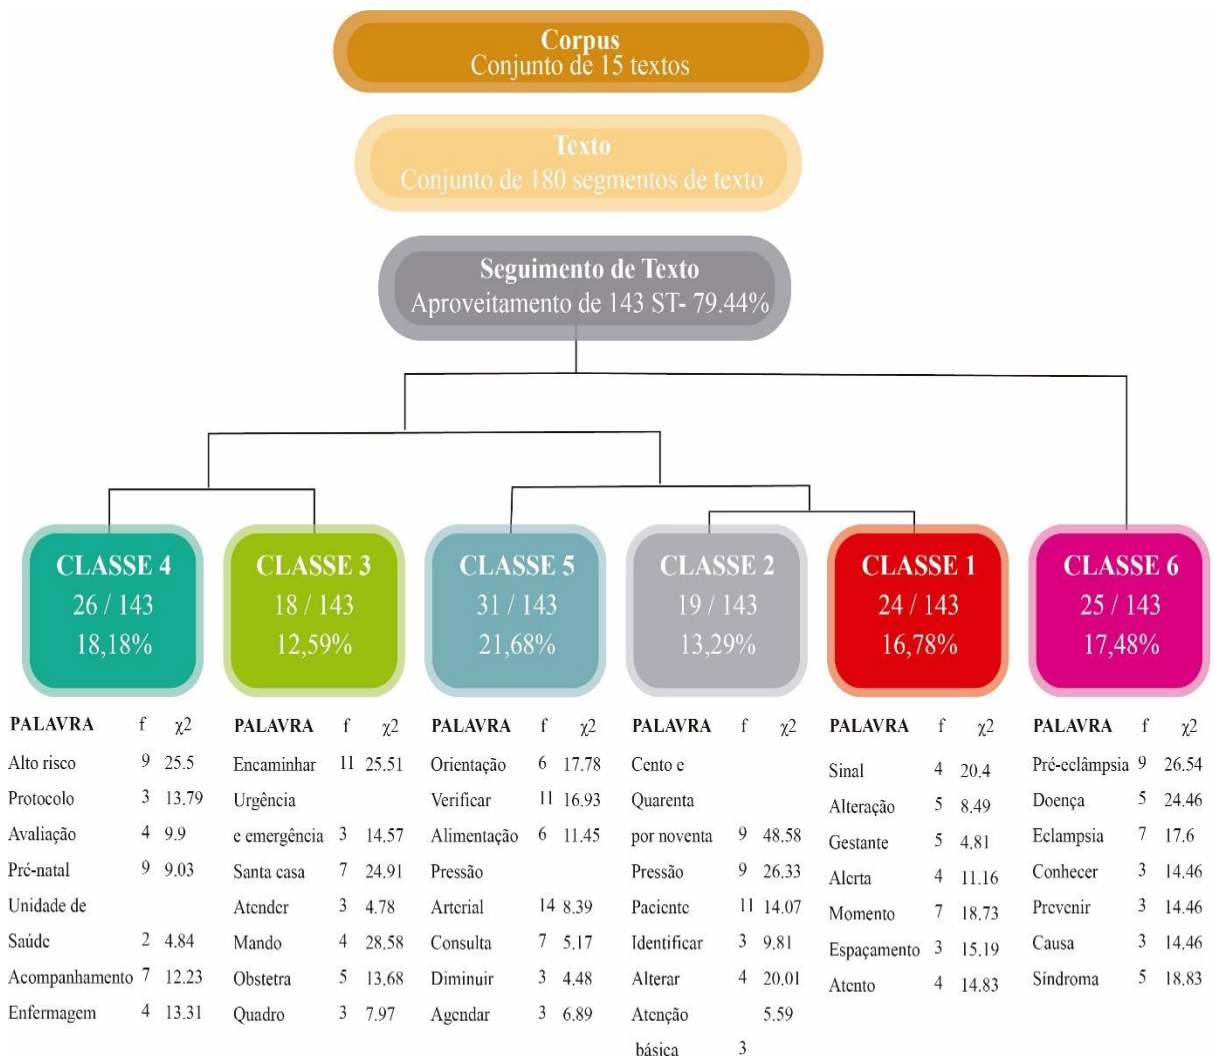 Corpus
Conjunto de 15 textos
Texto
Conjunto de 180 segmentos de texto
Seguimento de Texto
Aproveitamento de 143 ST- 79.44%
CLASSE 4
26 / 143
18,18%
CLASSE 3
18 / 143
12,59%
CLASSE 5
31 / 143
21,68%
CLASSE 2
19 / 143
13,29%
CLASSE 1
24 / 143
16,78%
CLASSE 6
25 / 143
17,48%
PALAVRA f χ2
Alto risco 9 25.5
Protocolo 3 13.79
Avaliação 4 9.9
Pré-natal 9 9.03
Unidade de
Saúde 2 4.84
Acompanhamento 7 12.23
Enfermagem 4 13.31
PALAVRA f χ2
Encaminhar 11 25.51
Urgência
e emergência 3 14.57
Santa casa 7 24.91
Atender 3 4.78
Mando 4 28.58
Obstetra 5 13.68
Quadro 3 7.97
PALAVRA f χ2
Orientação 6 17.78
Verificar 11 16.93
Alimentação 6 11.45
Pressão
Arterial 14 8.39
Consulta 7 5.17
Diminuir 3 4.48
Agendar 3 6.89
PALAVRA f χ2
Cento e
Quarenta
por noventa 9 48.58
Pressão 9 26.33
Paciente 11 14.07
Identificar 3 9.81
Alterar 4 20.01
Atenção 5.59
básica 3
PALAVRA f χ2
Sinal 4 20.4
Alteração 5 8.49
Gestante 5 4.81
Alerta 4 11.16
Momento 7 18.73
Espaçamento 3 15.19
Atento 4 14.83
PALAVRA f χ2
Pré-eclâmpsia 9 26.54
Doença 5 24.46
Eclampsia 7 17.6
Conhecer 3 14.46
Prevenir 3 14.46
Causa 3 14.46
Síndroma 5 18.83